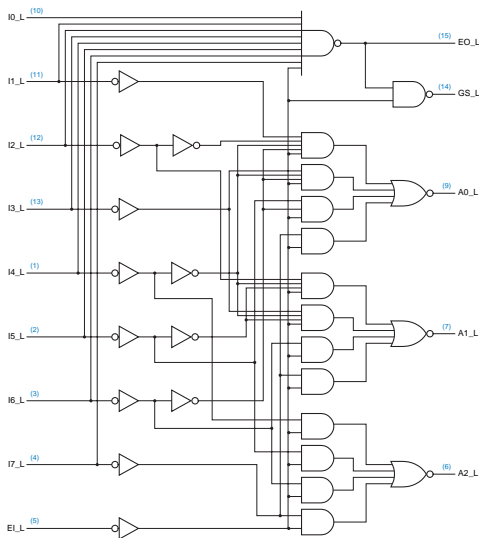 I0_L (10)
(15) EO_L
I1_L (11)
(14) GS_L
I2_L (12)
(9) A0_L
I3_L (13)
I4_L (1)
I5_L (2)
(7) A1_L
I6_L (3)
I7_L (4)
(6) A2_L
EI_L (5)